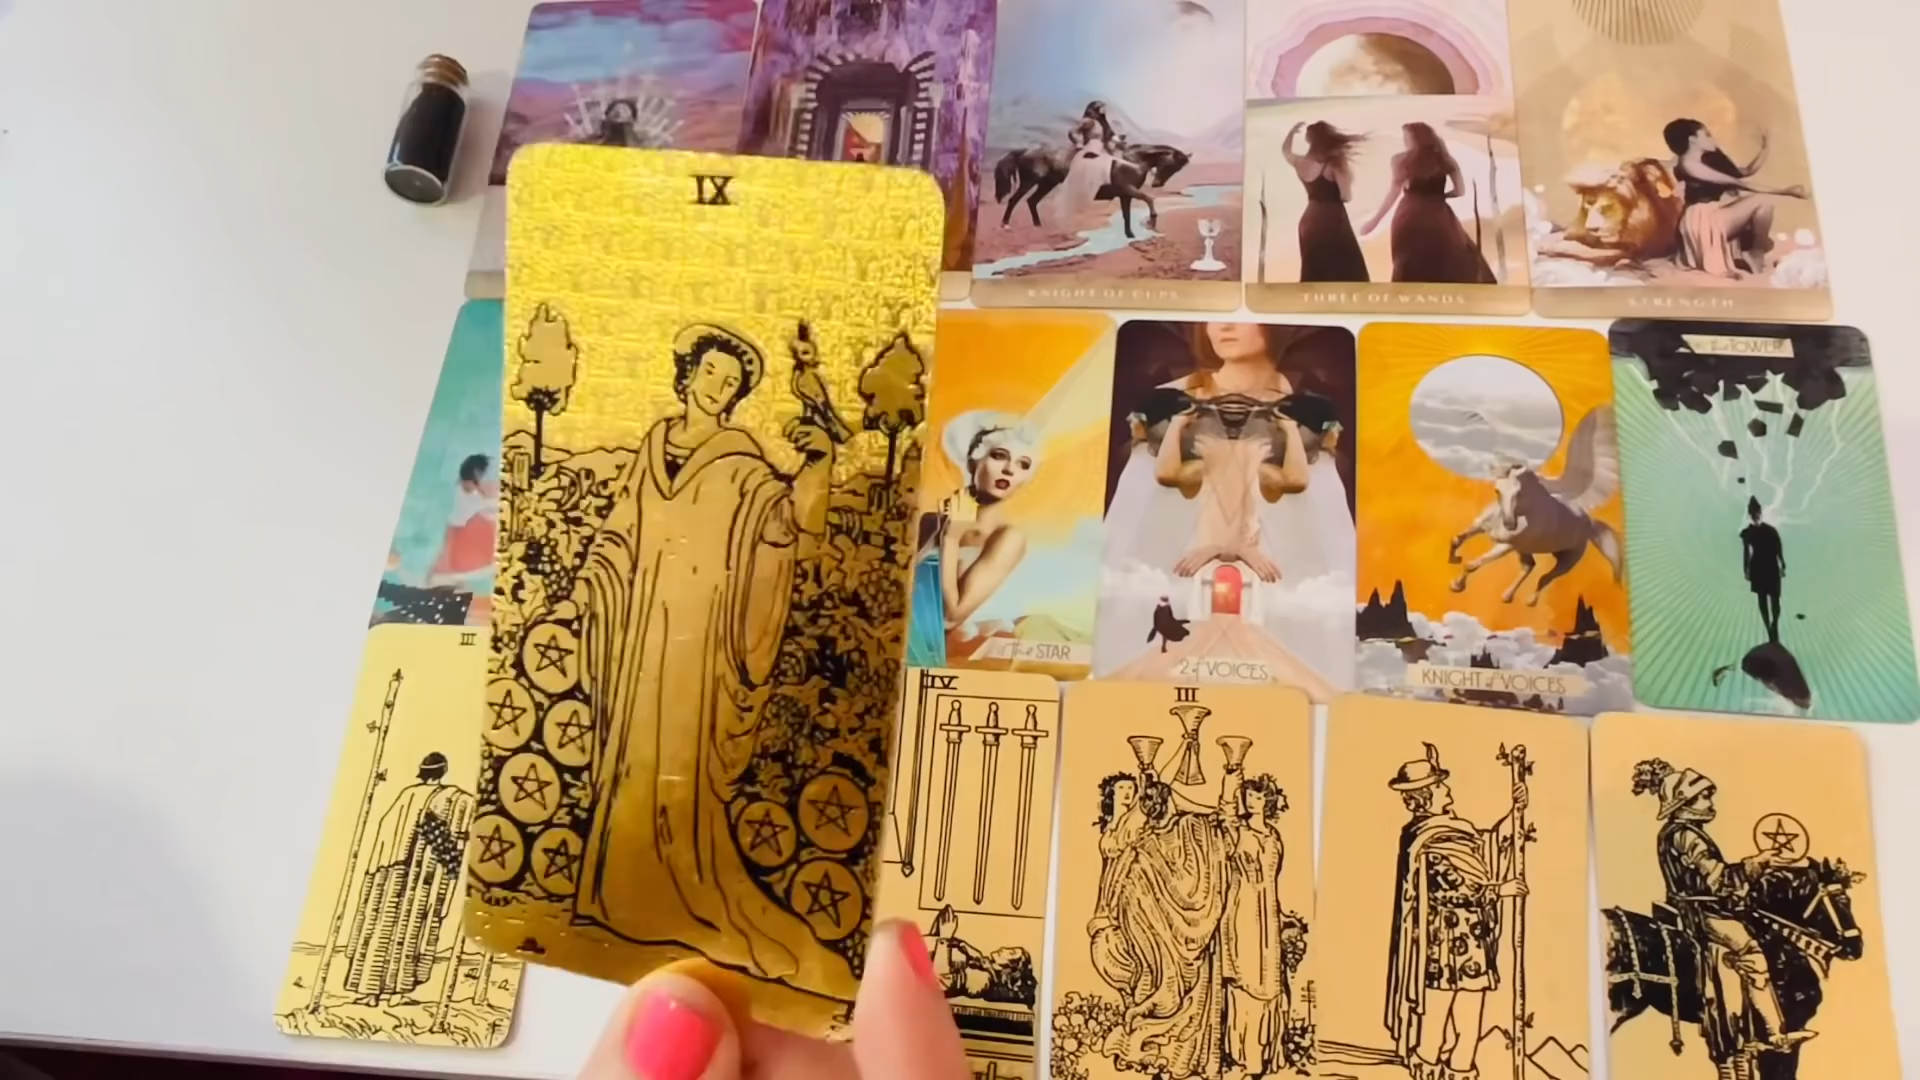 IX
KNIGHT OF CUPS
THREE OF WANDS
STRENGTH
the TOWER
the STAR
2 of VOICES
KNIGHT of VOICES
III
IV
III